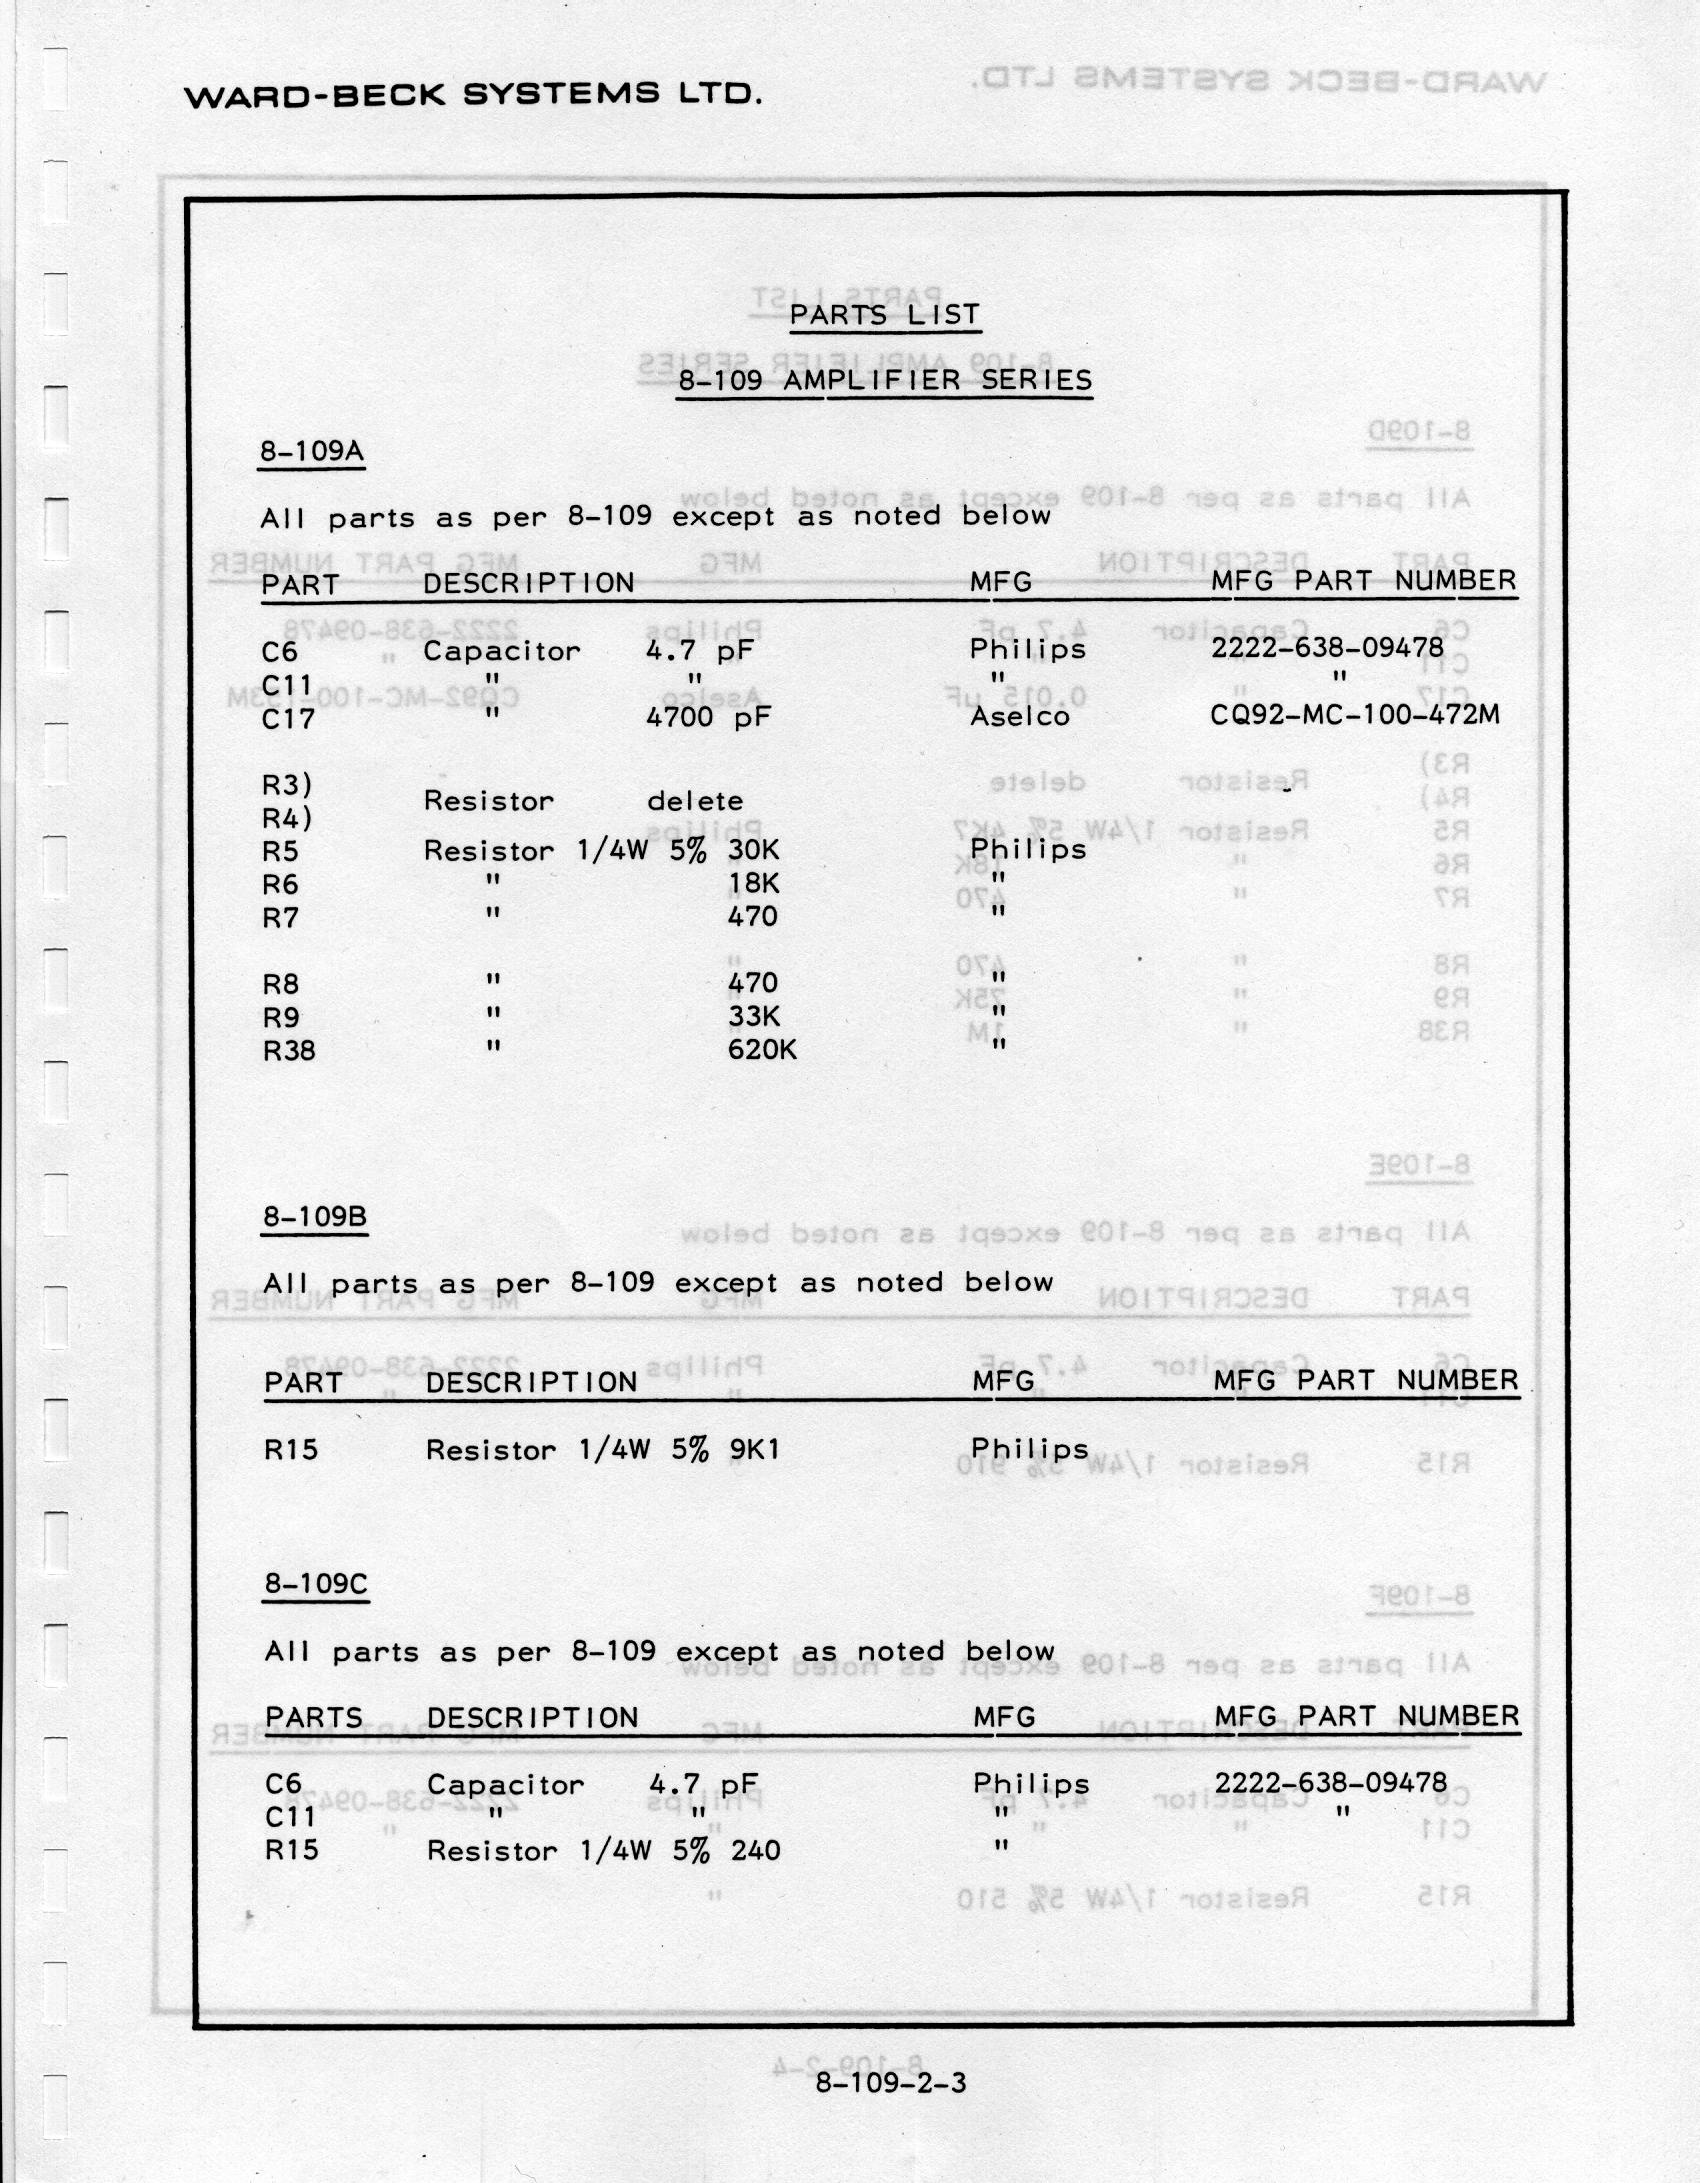 WARD-BECK SYSTEMS LTD.
PARTS LIST
8-109 AMPLIFIER SERIES
8-109A
All parts as per 8-109 except as noted below
PART DESCRIPTION MFG MFG PART NUMBER
C6 Capacitor 4.7 pF Philips 2222-638-09478
C11 " " " "
C17 " 4700 pF Aselco CQ92-MC-100-472M
R3)
Resistor delete
R4)
R5 Resistor 1/4W 5% 30K Philips
R6 " 18K "
R7 " 470 "
R8 " 470 "
R9 " 33K "
R38 " 620K "
8-109B
All parts as per 8-109 except as noted below
PART DESCRIPTION MFG MFG PART NUMBER
R15 Resistor 1/4W 5% 9K1 Philips
8-109C
All parts as per 8-109 except as noted below
PARTS DESCRIPTION MFG MFG PART NUMBER
C6 Capacitor 4.7 pF Philips 2222-638-09478
C11 " " " "
R15 Resistor 1/4W 5% 240 "
8-109-2-3